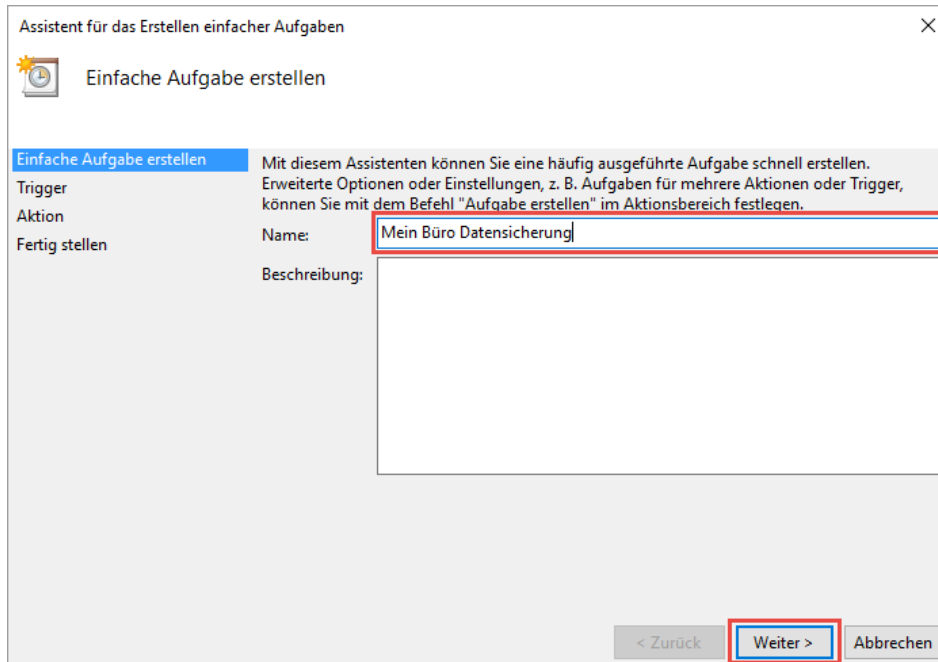 Assistent für das Erstellen einfacher Aufgaben
Einfache Aufgabe erstellen
Einfache Aufgabe erstellen
Trigger
Aktion
Fertig stellen
Mit diesem Assistenten können Sie eine häufig ausgeführte Aufgabe schnell erstellen.
Erweiterte Optionen oder Einstellungen, z. B. Aufgaben für mehrere Aktionen oder Trigger,
können Sie mit dem Befehl "Aufgabe erstellen" im Aktionsbereich festlegen.
Name: Mein Büro Datensicherung
Beschreibung:
< Zurück Weiter > Abbrechen